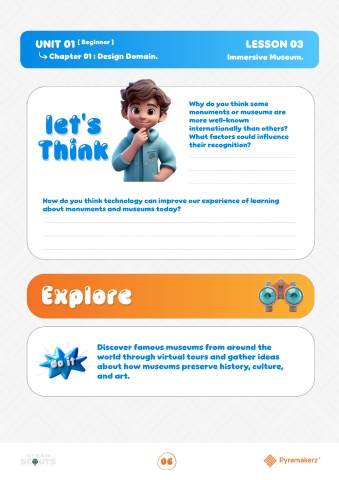 UNIT 01 [ Beginner ]
Chapter 01 : Design Domain.
LESSON 03
Immersive Museum.
let's
Think
Why do you think some
monuments or museums are
more well-known
internationally than others?
What factors could influence
their recognition?
How do you think technology can improve our experience of learning
about monuments and museums today?
Explore
DO IT
Discover famous museums from around the
world through virtual tours and gather ideas
about how museums preserve history, culture,
and art.
SCOUTS
06
Pyramakerz